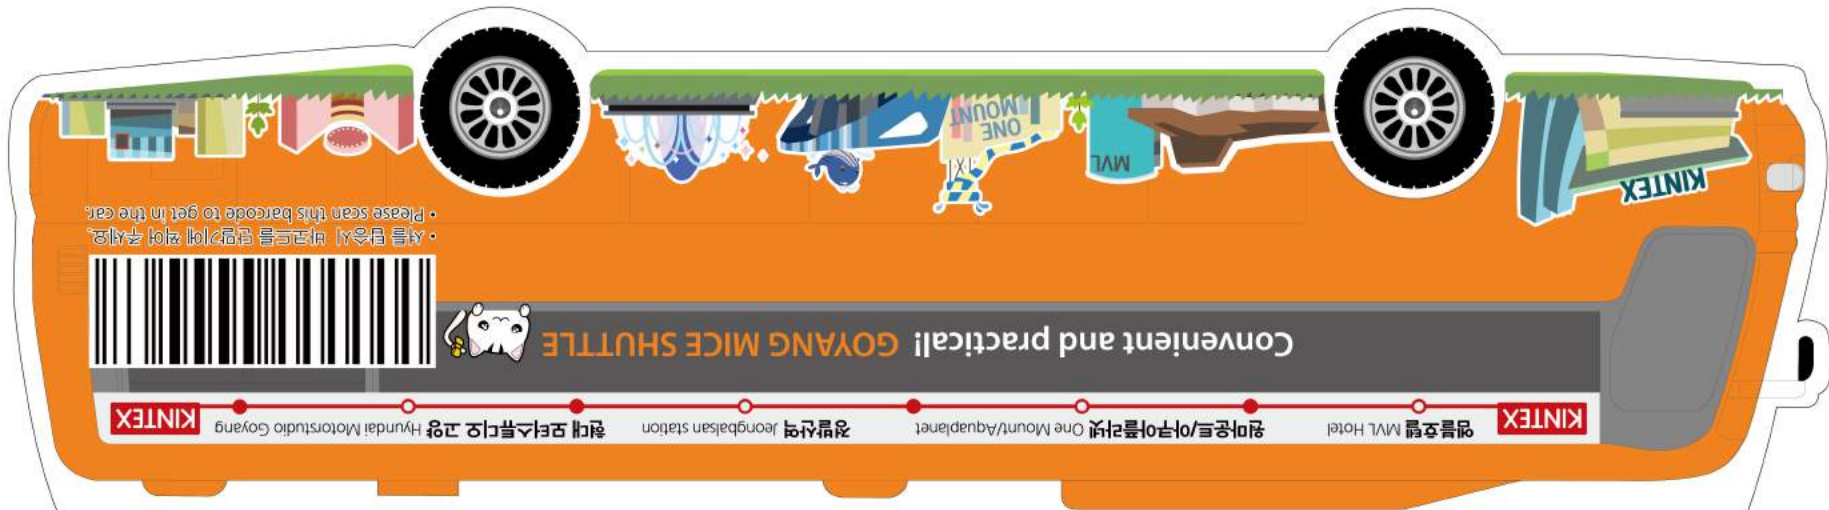 KINTEX 엠블호텔 MVL Hotel 원마운트/아쿠아플라넷 One Mount/Aquaplanet 정발산역 Jeongbalsan station 현대 모터스튜디오 고양 Hyundai Motorstudio Goyang KINTEX
Convenient and practical! GOYANG MICE SHUTTLE
• 셔틀 탑승시 바코드를 단말기에 찍어 주세요.
• Please scan this barcode to get in the car.
KINTEX
MVL
TAXI
ONE
MOUNT